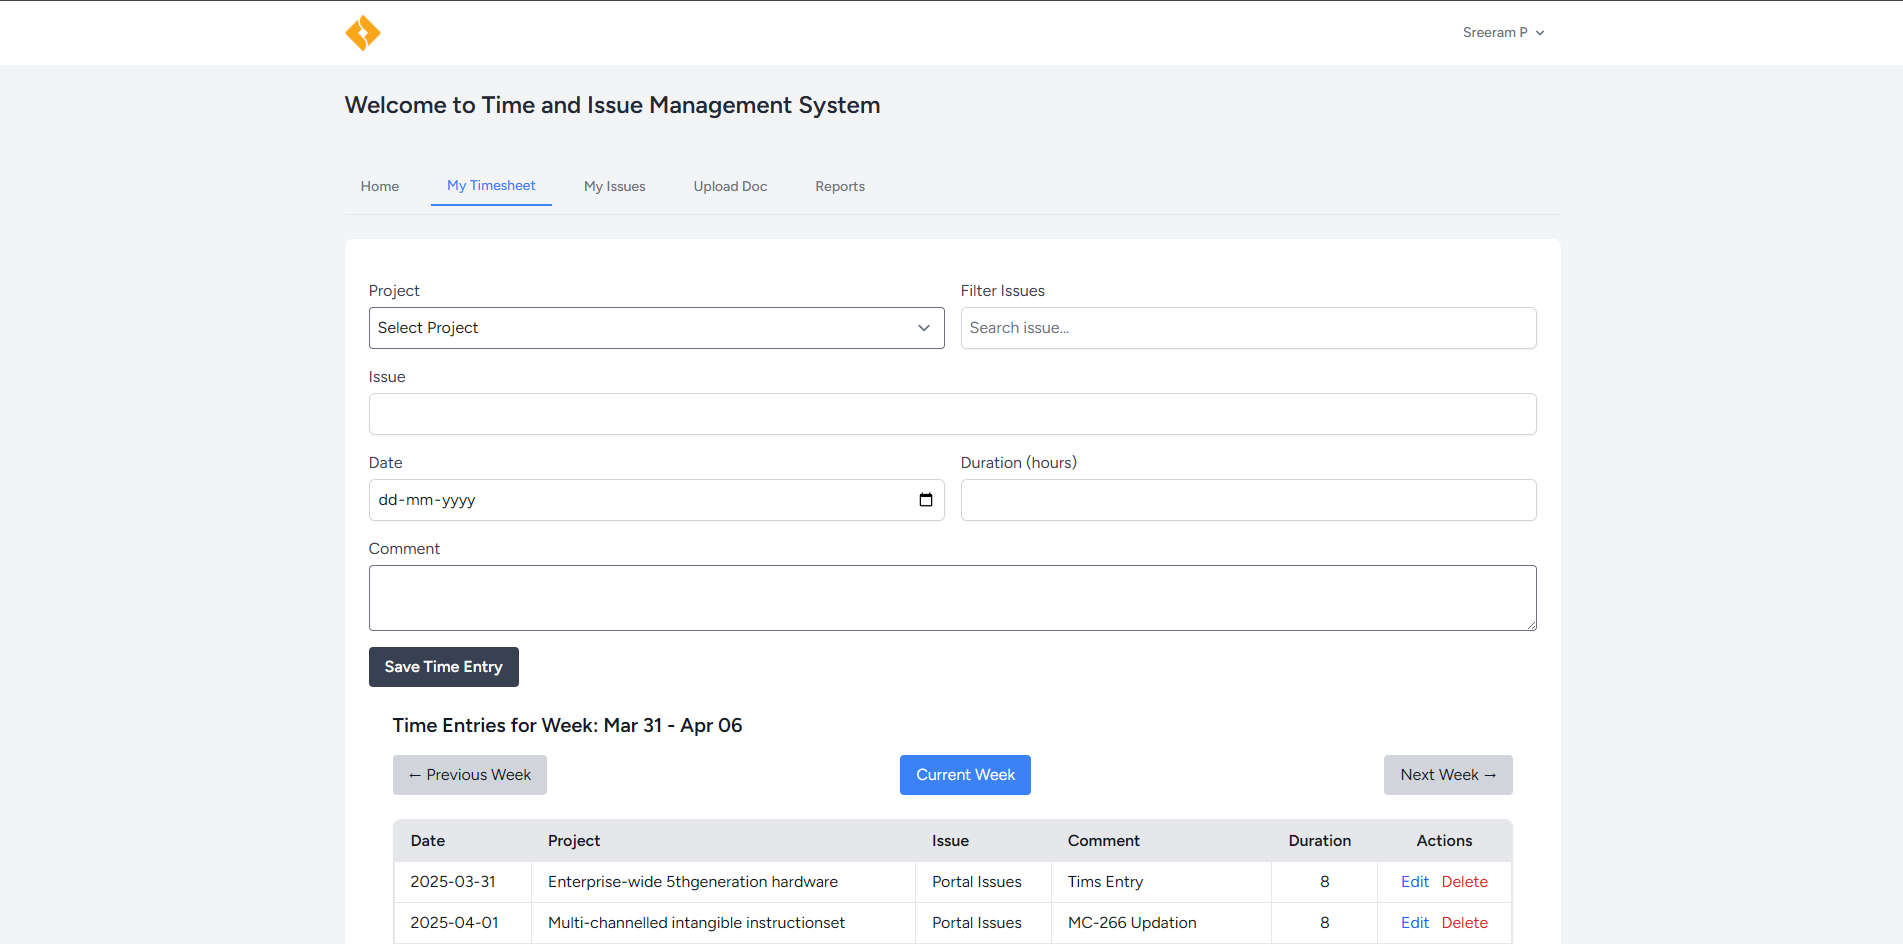 Sreeram P
Welcome to Time and Issue Management System
Home My Timesheet My Issues Upload Doc Reports
Project Filter Issues
Select Project Search issue...
Issue
Date Duration (hours)
dd-mm-yyyy
Comment
Save Time Entry
Time Entries for Week: Mar 31 - Apr 06
← Previous Week Current Week Next Week →
Date Project Issue Comment Duration Actions
2025-03-31 Enterprise-wide 5thgeneration hardware Portal Issues Tims Entry 8 Edit Delete
2025-04-01 Multi-channelled intangible instructionset Portal Issues MC-266 Updation 8 Edit Delete